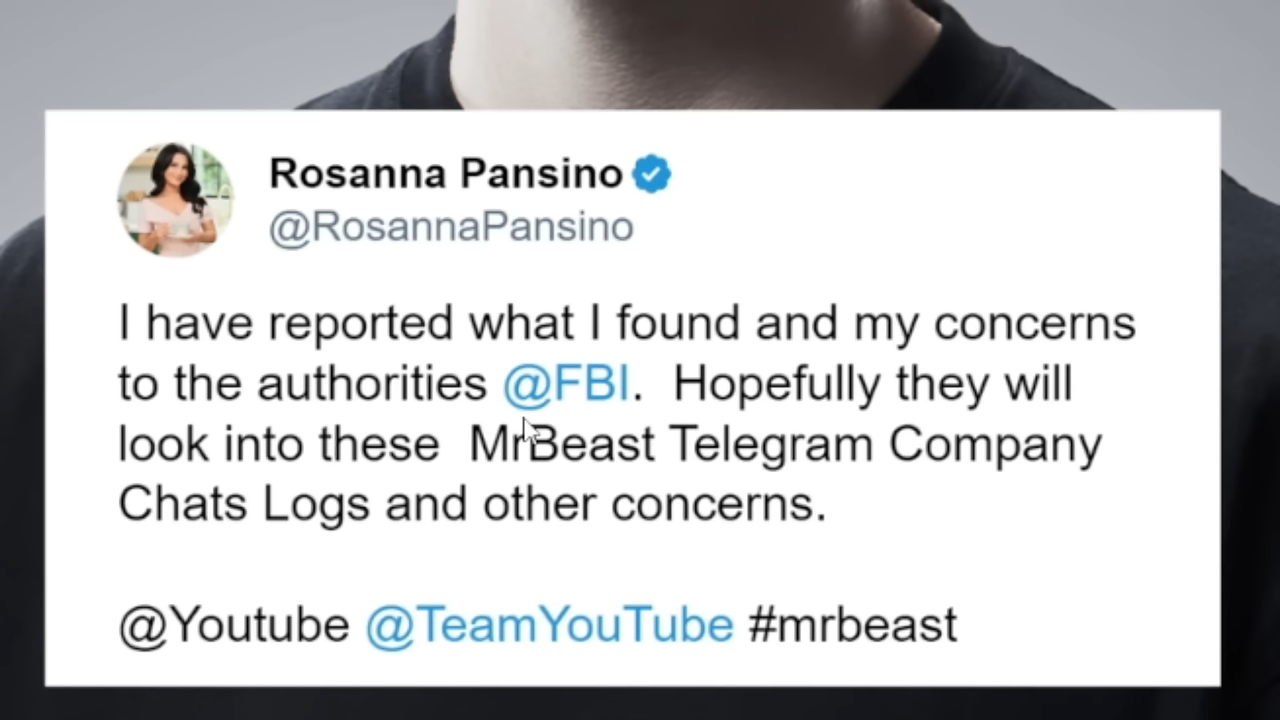 Rosanna Pansino
@RosannaPansino
I have reported what I found and my concerns
to the authorities @FBI.  Hopefully they will
look into these  MrBeast Telegram Company
Chats Logs and other concerns.
@Youtube @TeamYouTube #mrbeast